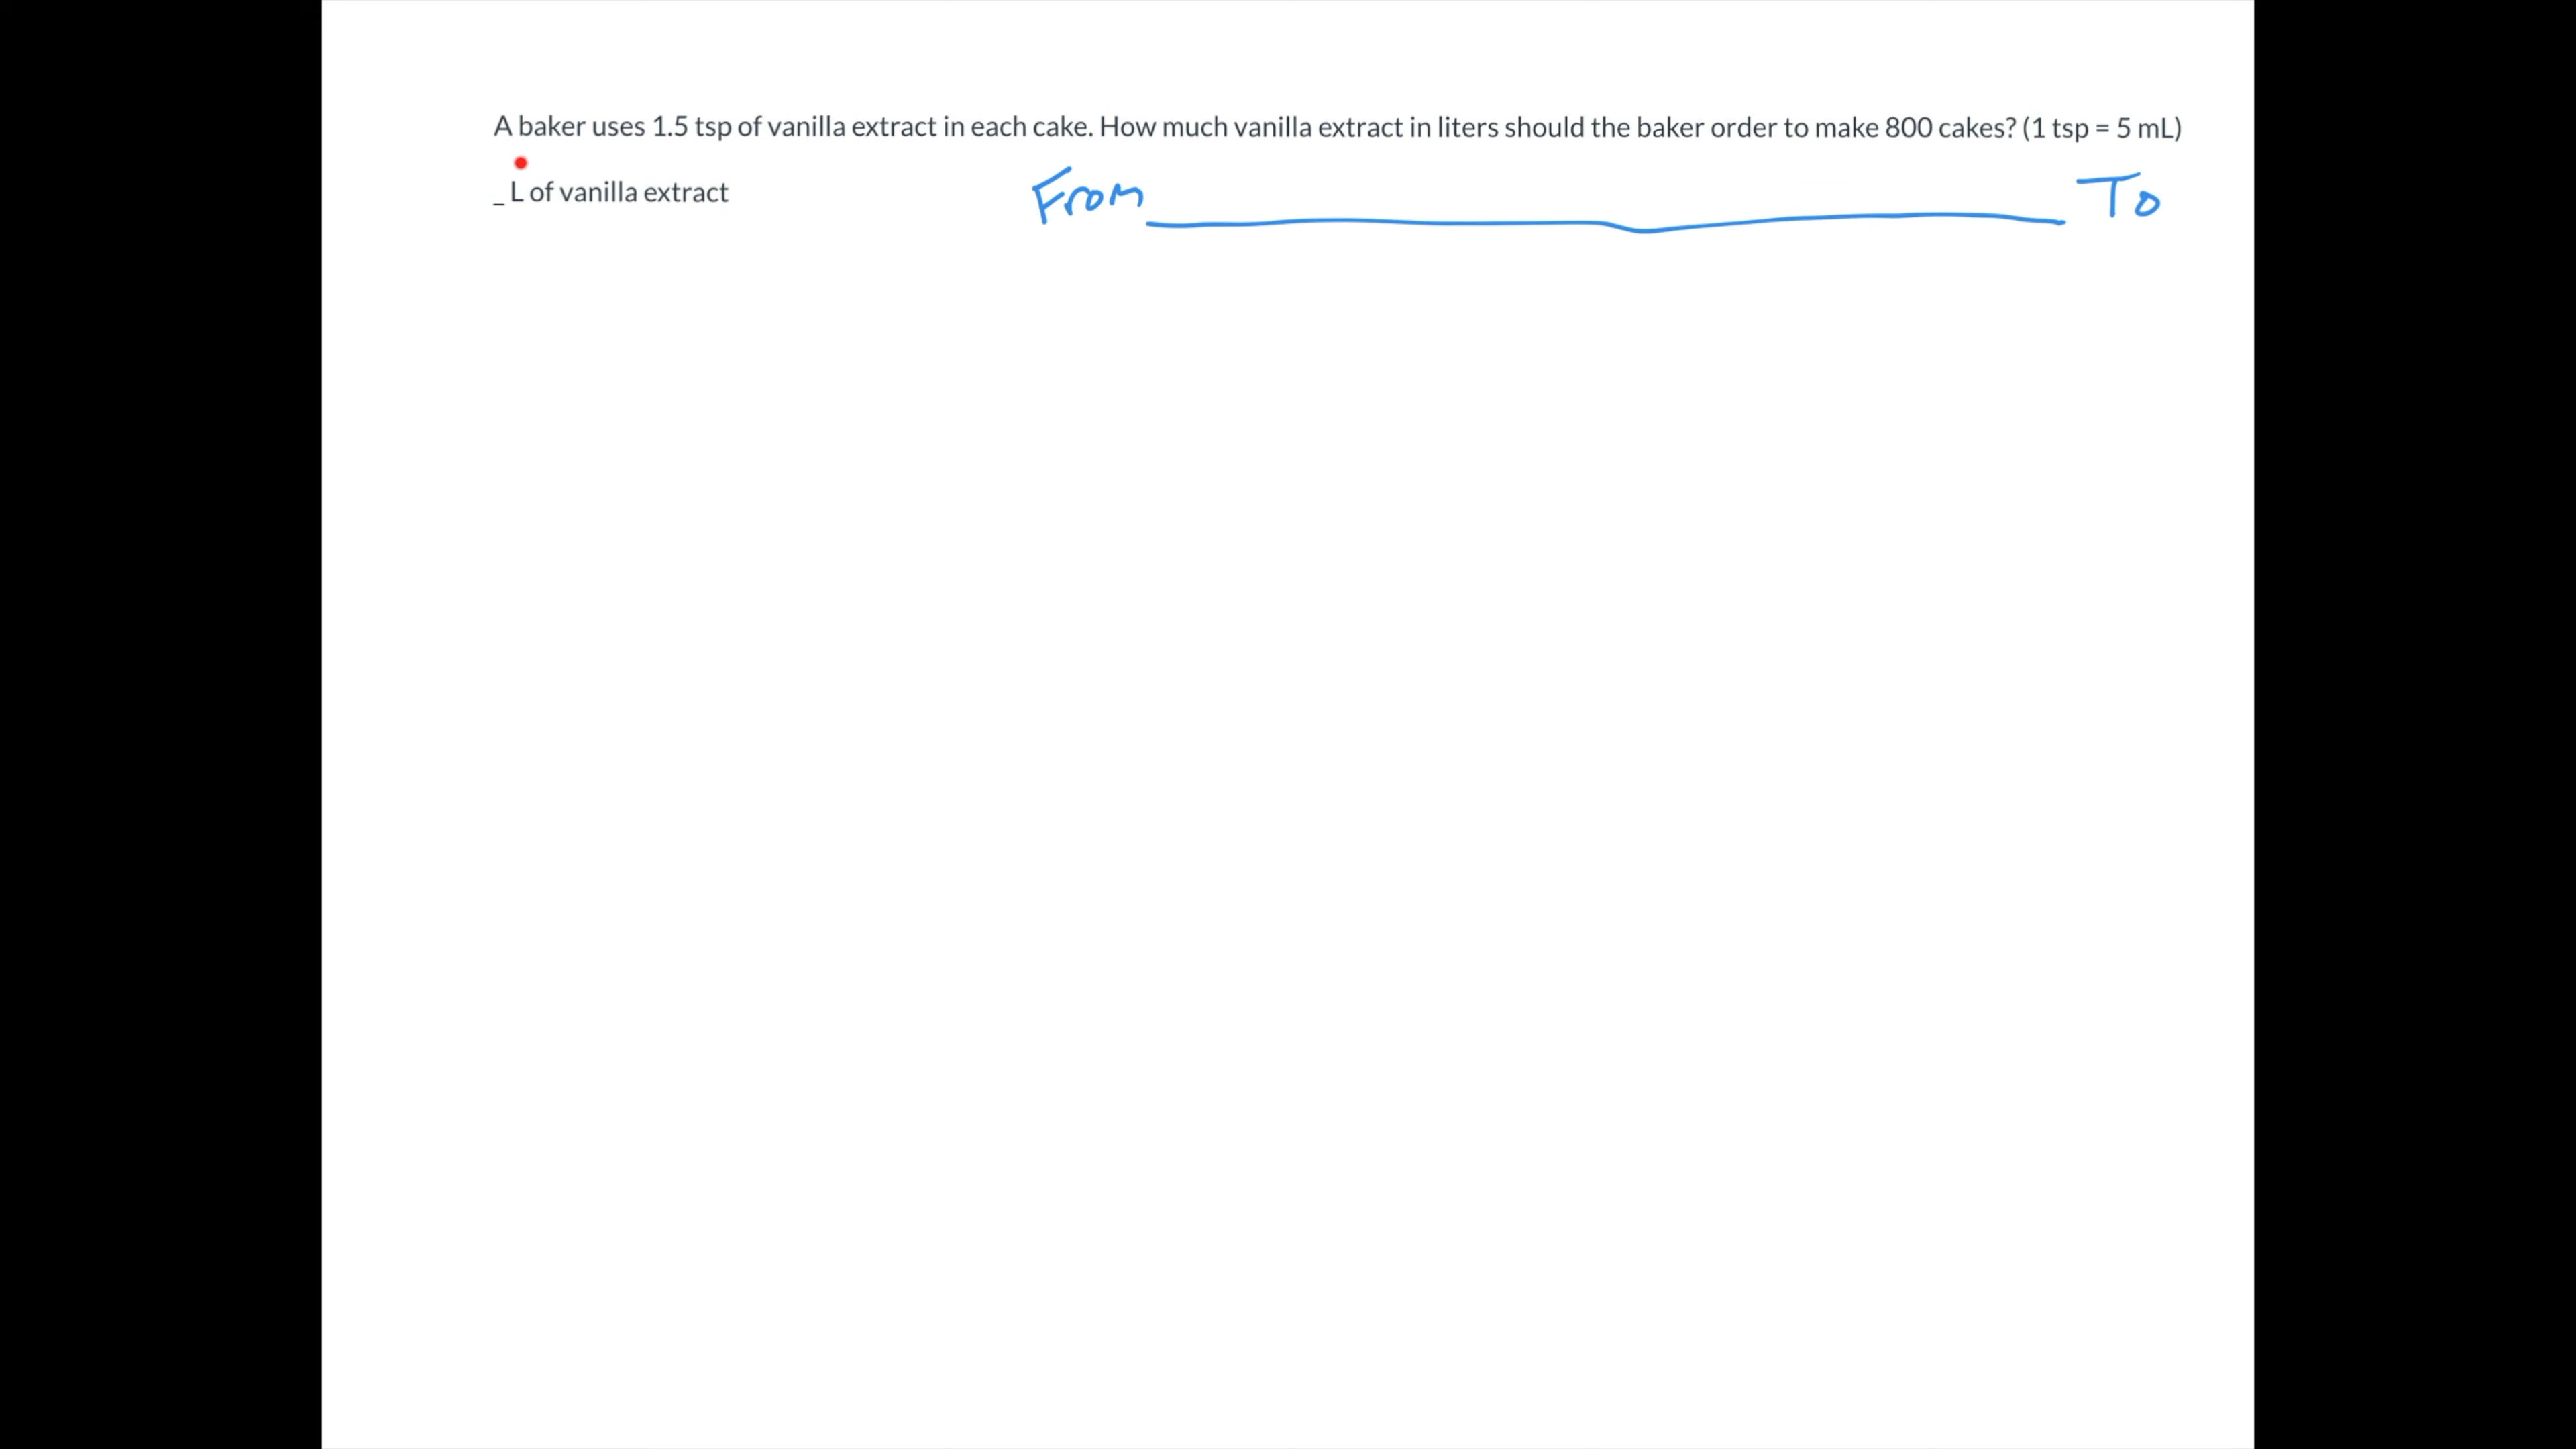 A baker uses 1.5 tsp of vanilla extract in each cake. How much vanilla extract in liters should the baker order to make 800 cakes? (1 tsp = 5 mL)
_ L of vanilla extract
From To